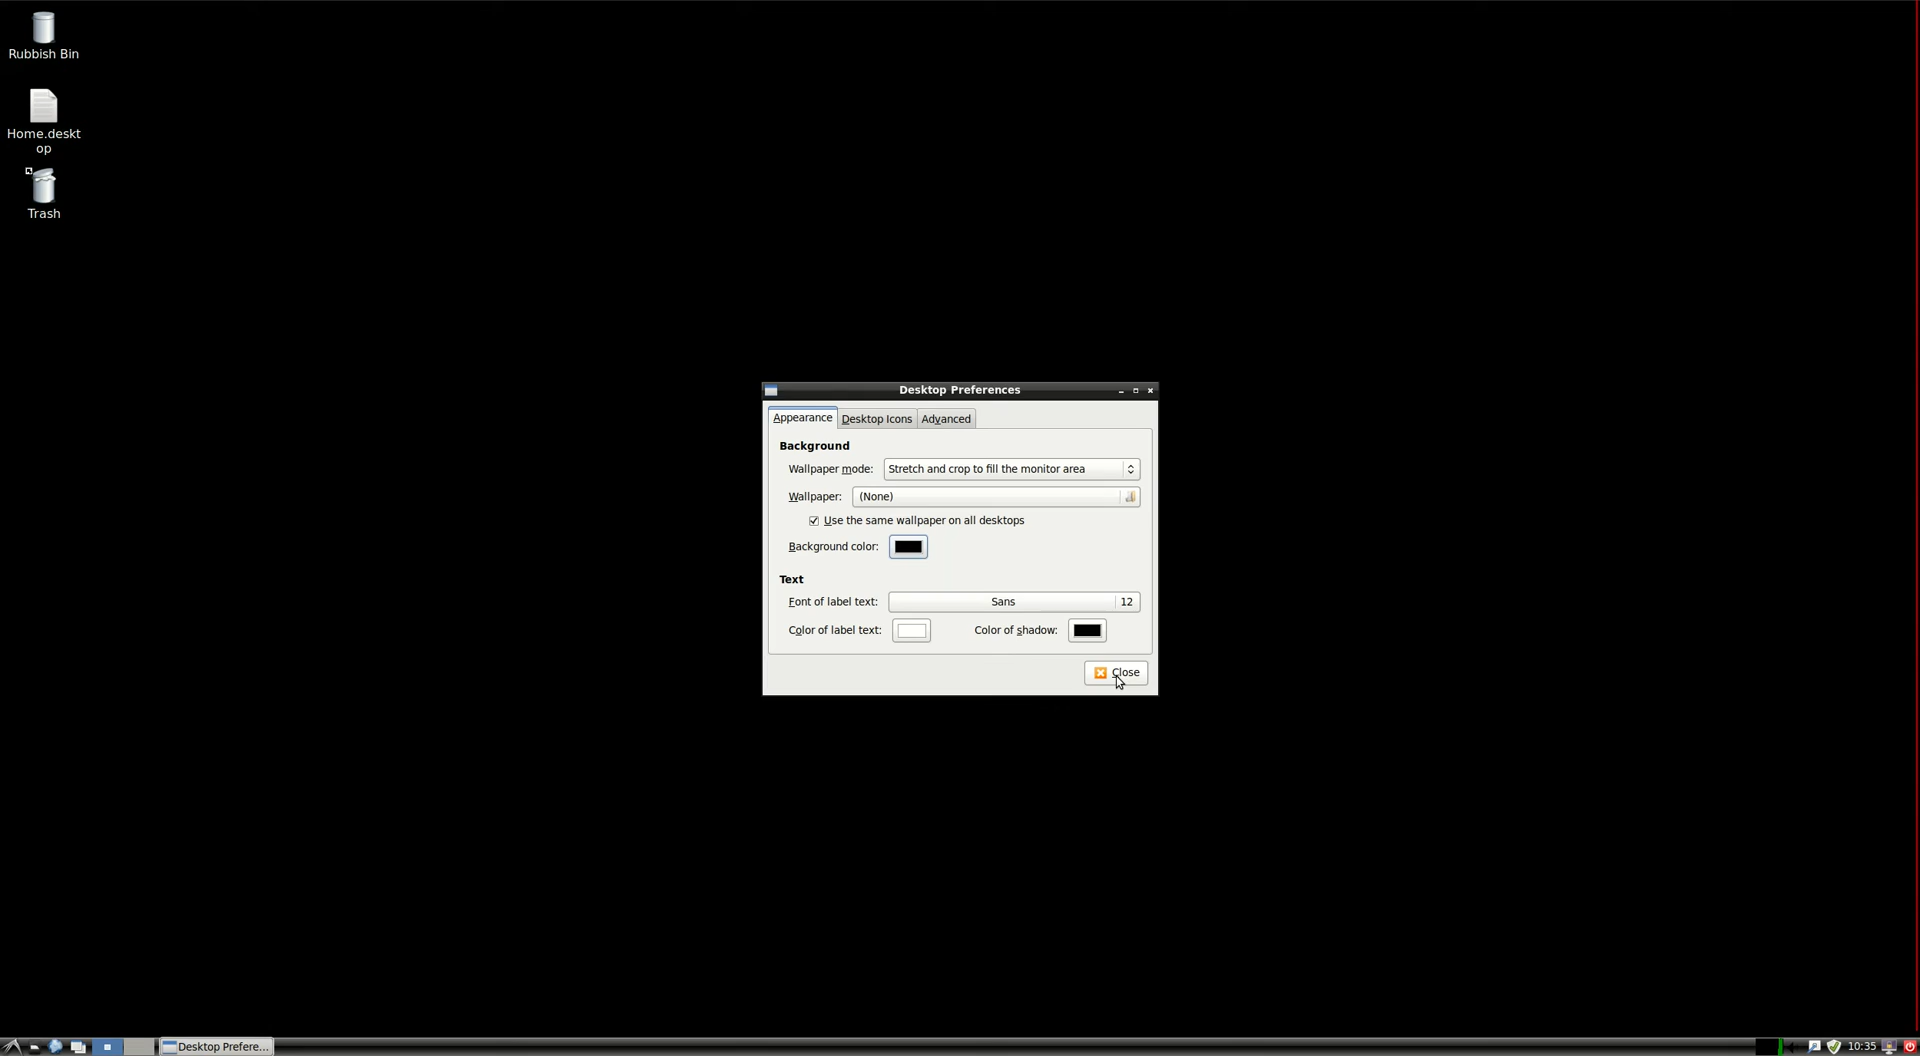 Rubbish Bin
Home.deskt
op
Trash
Desktop Preferences
Appearance
Desktop Icons
Advanced
Background
Wallpaper mode: Stretch and crop to fill the monitor area
Wallpaper: (None)
Use the same wallpaper on all desktops
Background color:
Text
Font of label text: Sans 12
Color of label text: Color of shadow:
Close
Desktop Prefere...
10:35